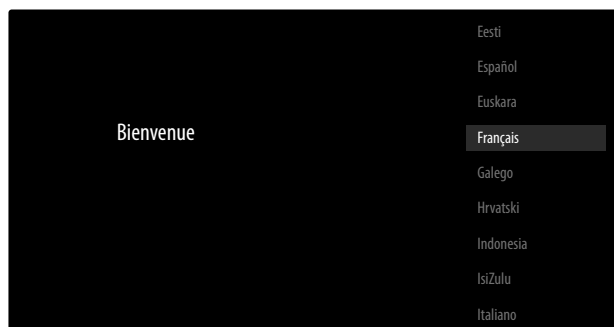 Bienvenue
Eesti
Español
Euskara
Français
Galego
Hrvatski
Indonesia
IsiZulu
Italiano